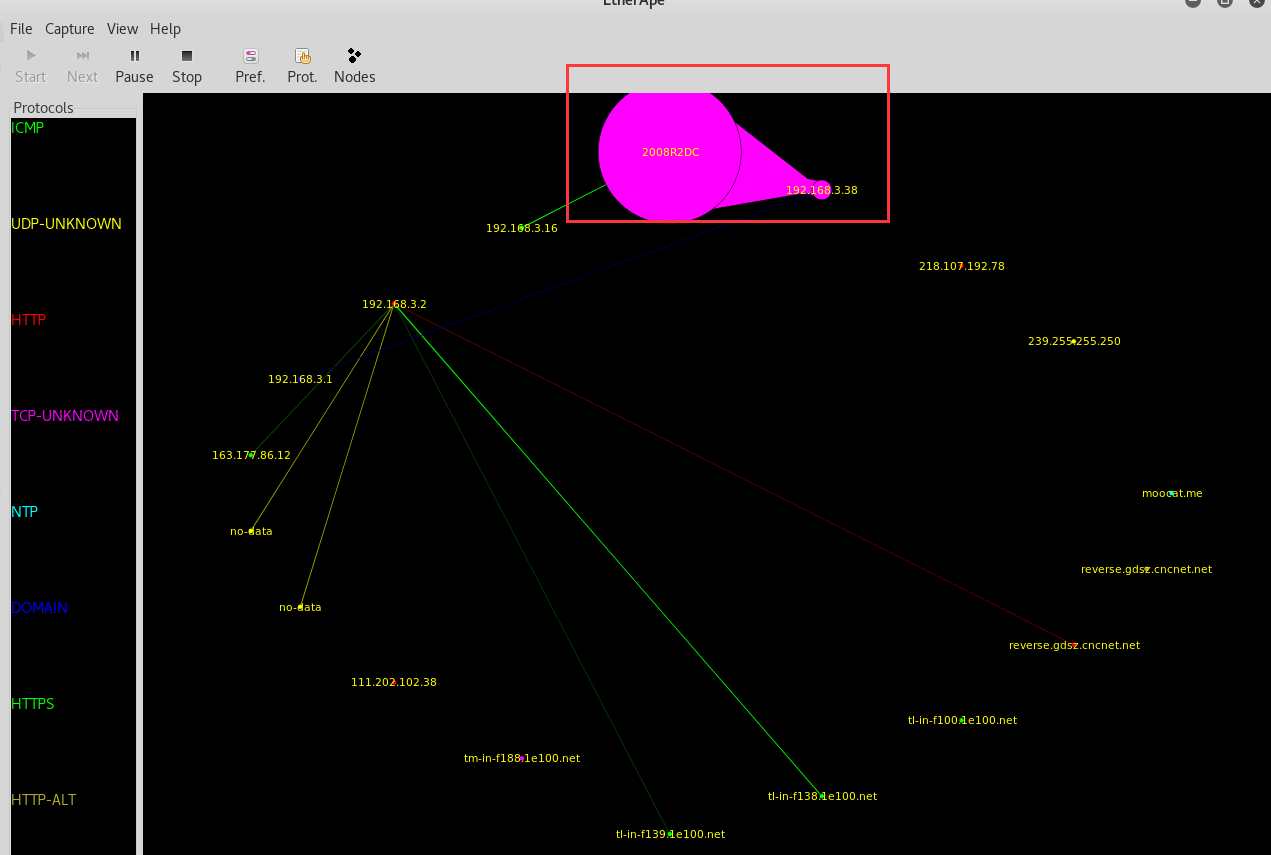 EtherApe
File Capture View Help
Start Next Pause Stop Pref. Prot. Nodes
Protocols
ICMP
UDP-UNKNOWN
HTTP
TCP-UNKNOWN
NTP
DOMAIN
HTTPS
HTTP-ALT
2008R2DC
192.168.3.38
192.168.3.16
218.107.192.78
192.168.3.2
239.255.255.250
192.168.3.1
163.177.86.12
moocat.me
no-data
reverse.gdsz.cncnet.net
no-data
reverse.gdsz.cncnet.net
111.202.102.38
tl-in-f100.1e100.net
tm-in-f188.1e100.net
tl-in-f138.1e100.net
tl-in-f139.1e100.net